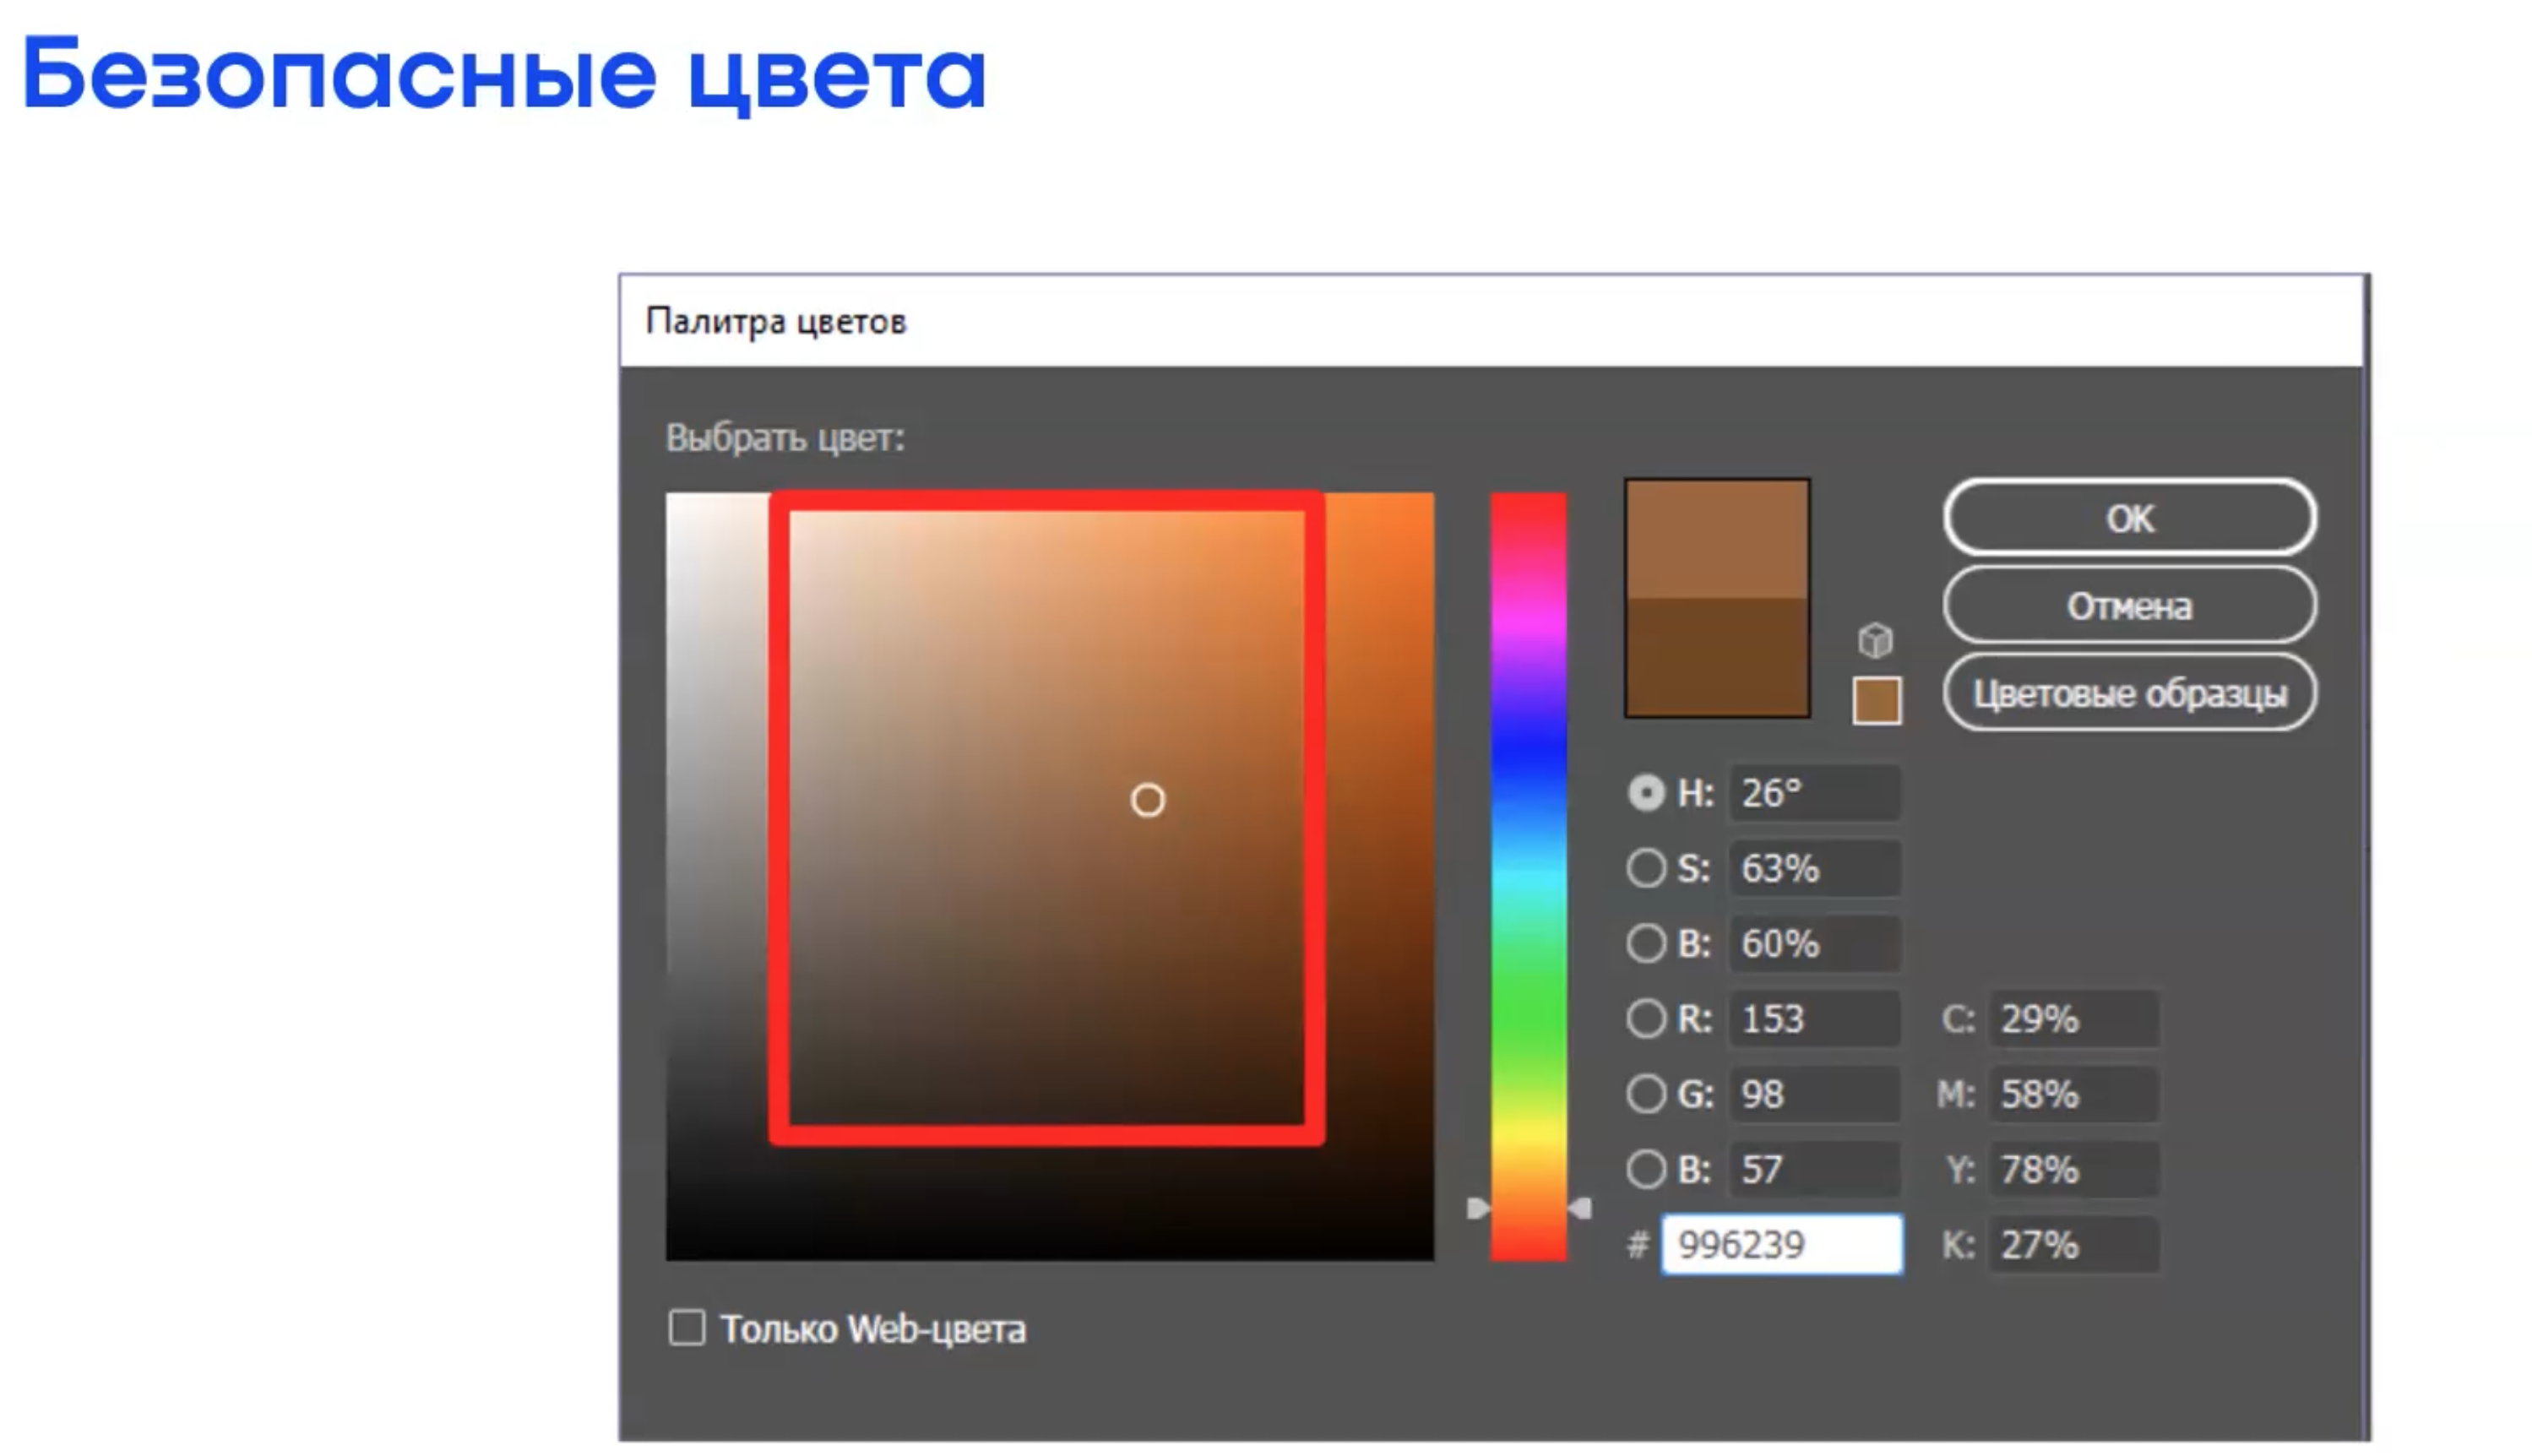 Безопасные цвета
Палитра цветов
Выбрать цвет:
OK
Отмена
Цветовые образцы
H: 26°
S: 63%
B: 60%
R: 153 C: 29%
G: 98 M: 58%
B: 57 Y: 78%
# 996239 K: 27%
Только Web-цвета